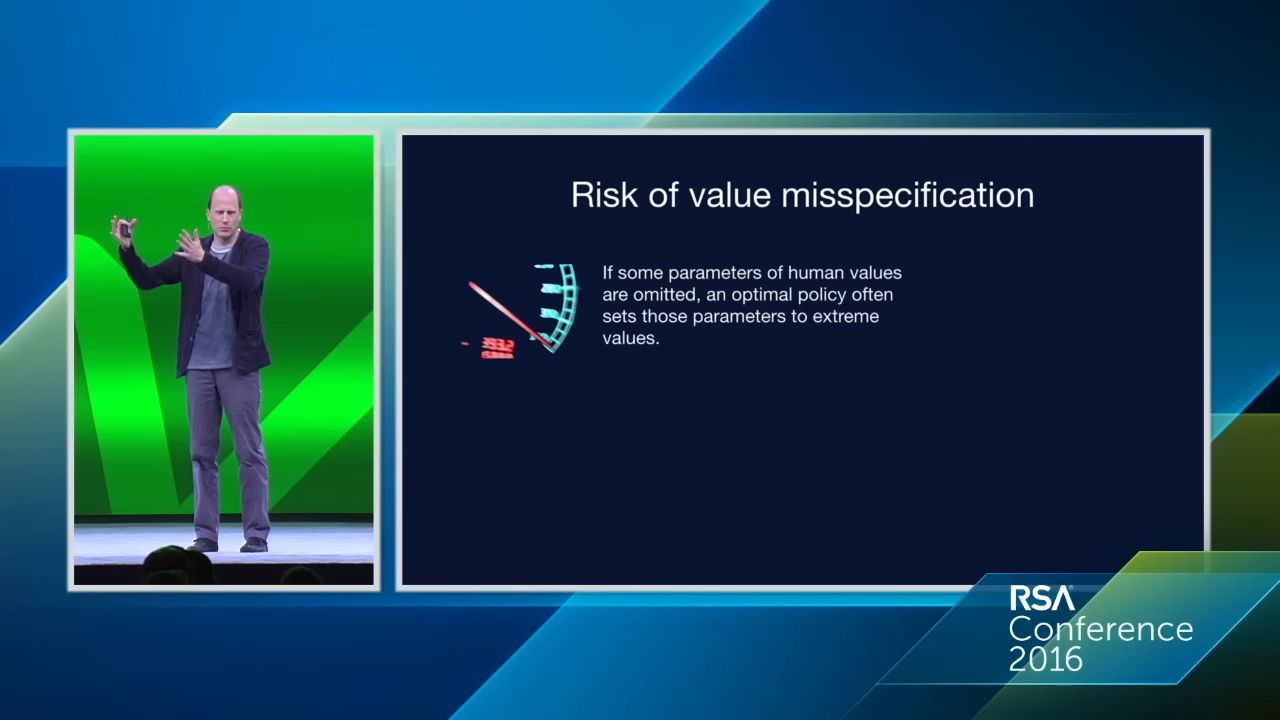 Risk of value misspecification
If some parameters of human values
are omitted, an optimal policy often
sets those parameters to extreme
values.
RSA
Conference
2016